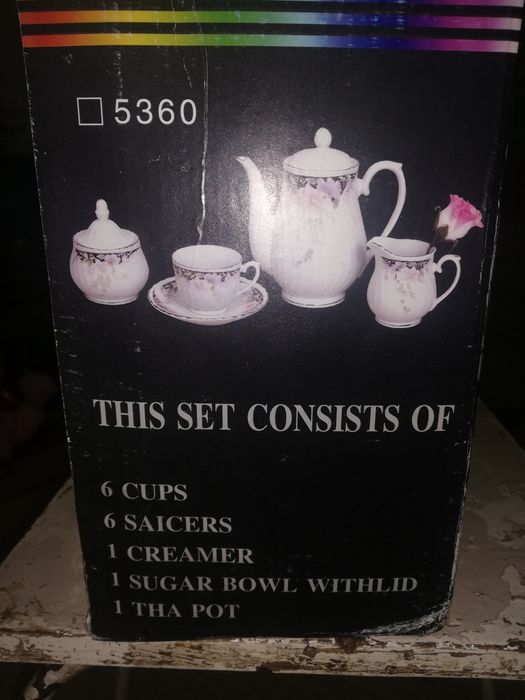 5360
THIS SET CONSISTS OF
6 CUPS
6 SAICERS
1 CREAMER
1 SUGAR BOWL WITHLID
1 THA POT